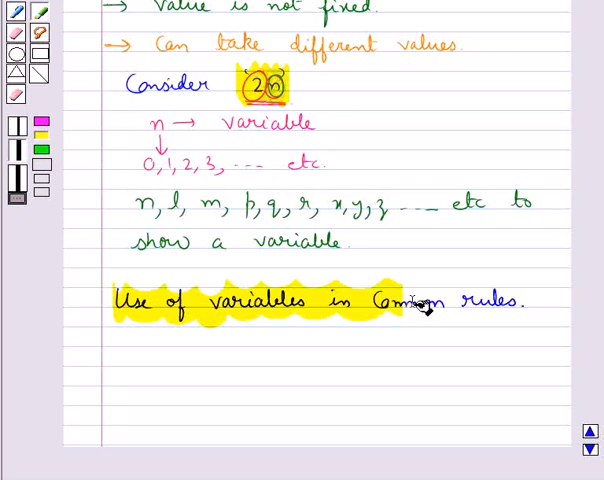 → Value is not fixed.
→ Can take different values.
Consider 2n
n → variable
↓
0, 1, 2, 3, ---- etc.
n, l, m, p, q, r, x, y, z ---- etc to
show a variable.
Use of variables in Common rules.